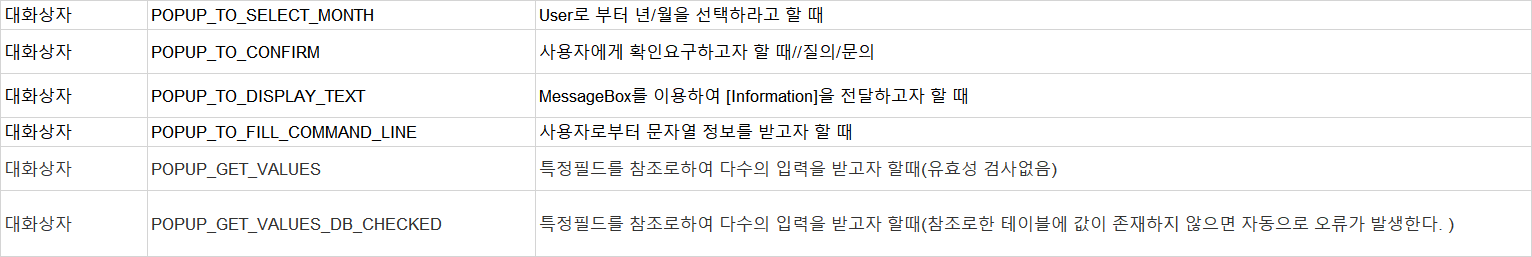 대화상자 POPUP_TO_SELECT_MONTH User로 부터 년/월을 선택하라고 할 때
대화상자 POPUP_TO_CONFIRM 사용자에게 확인요구하고자 할 때//질의/문의
대화상자 POPUP_TO_DISPLAY_TEXT MessageBox를 이용하여 [Information]을 전달하고자 할 때
대화상자 POPUP_TO_FILL_COMMAND_LINE 사용자로부터 문자열 정보를 받고자 할 때
대화상자 POPUP_GET_VALUES 특정필드를 참조로하여 다수의 입력을 받고자 할때(유효성 검사없음)
대화상자 POPUP_GET_VALUES_DB_CHECKED 특정필드를 참조로하여 다수의 입력을 받고자 할때(참조로한 테이블에 값이 존재하지 않으면 자동으로 오류가 발생한다. )